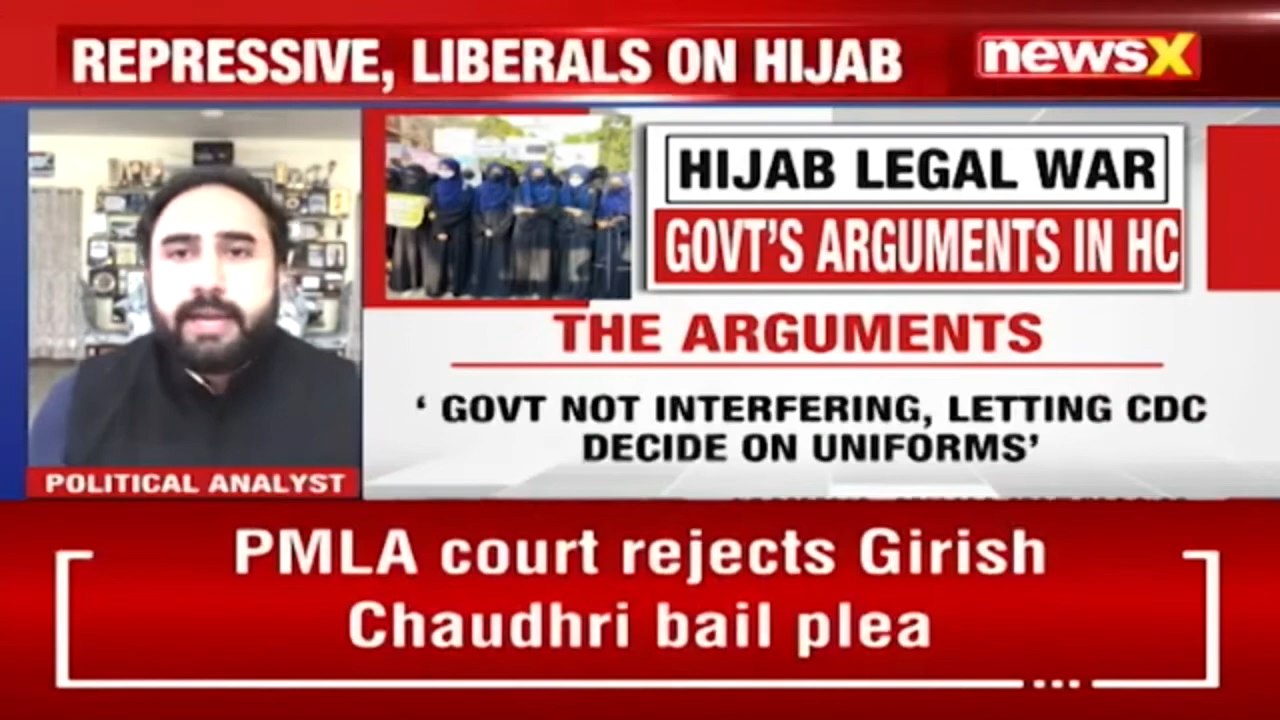 REPRESSIVE, LIBERALS ON HIJAB
newsX
HIJAB LEGAL WAR
GOVT'S ARGUMENTS IN HC
THE ARGUMENTS
‘ GOVT NOT INTERFERING, LETTING CDC
DECIDE ON UNIFORMS’
POLITICAL ANALYST
PMLA court rejects Girish
Chaudhri bail plea